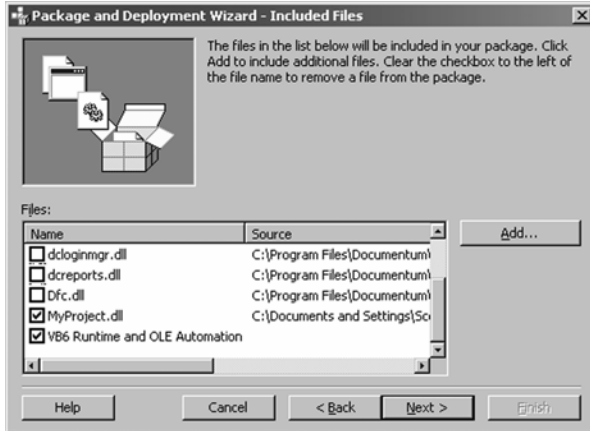 Package and Deployment Wizard - Included Files
The files in the list below will be included in your package. Click
Add to include additional files. Clear the checkbox to the left of
the file name to remove a file from the package.
Files:
Name Source
dcloginmgr.dll C:\Program Files\Documentum\
dcreports.dll C:\Program Files\Documentum\
Dfc.dll C:\Program Files\Documentum\
MyProject.dll C:\Documents and Settings\Sco
VB6 Runtime and OLE Automation
Add...
Help Cancel < Back Next > Finish